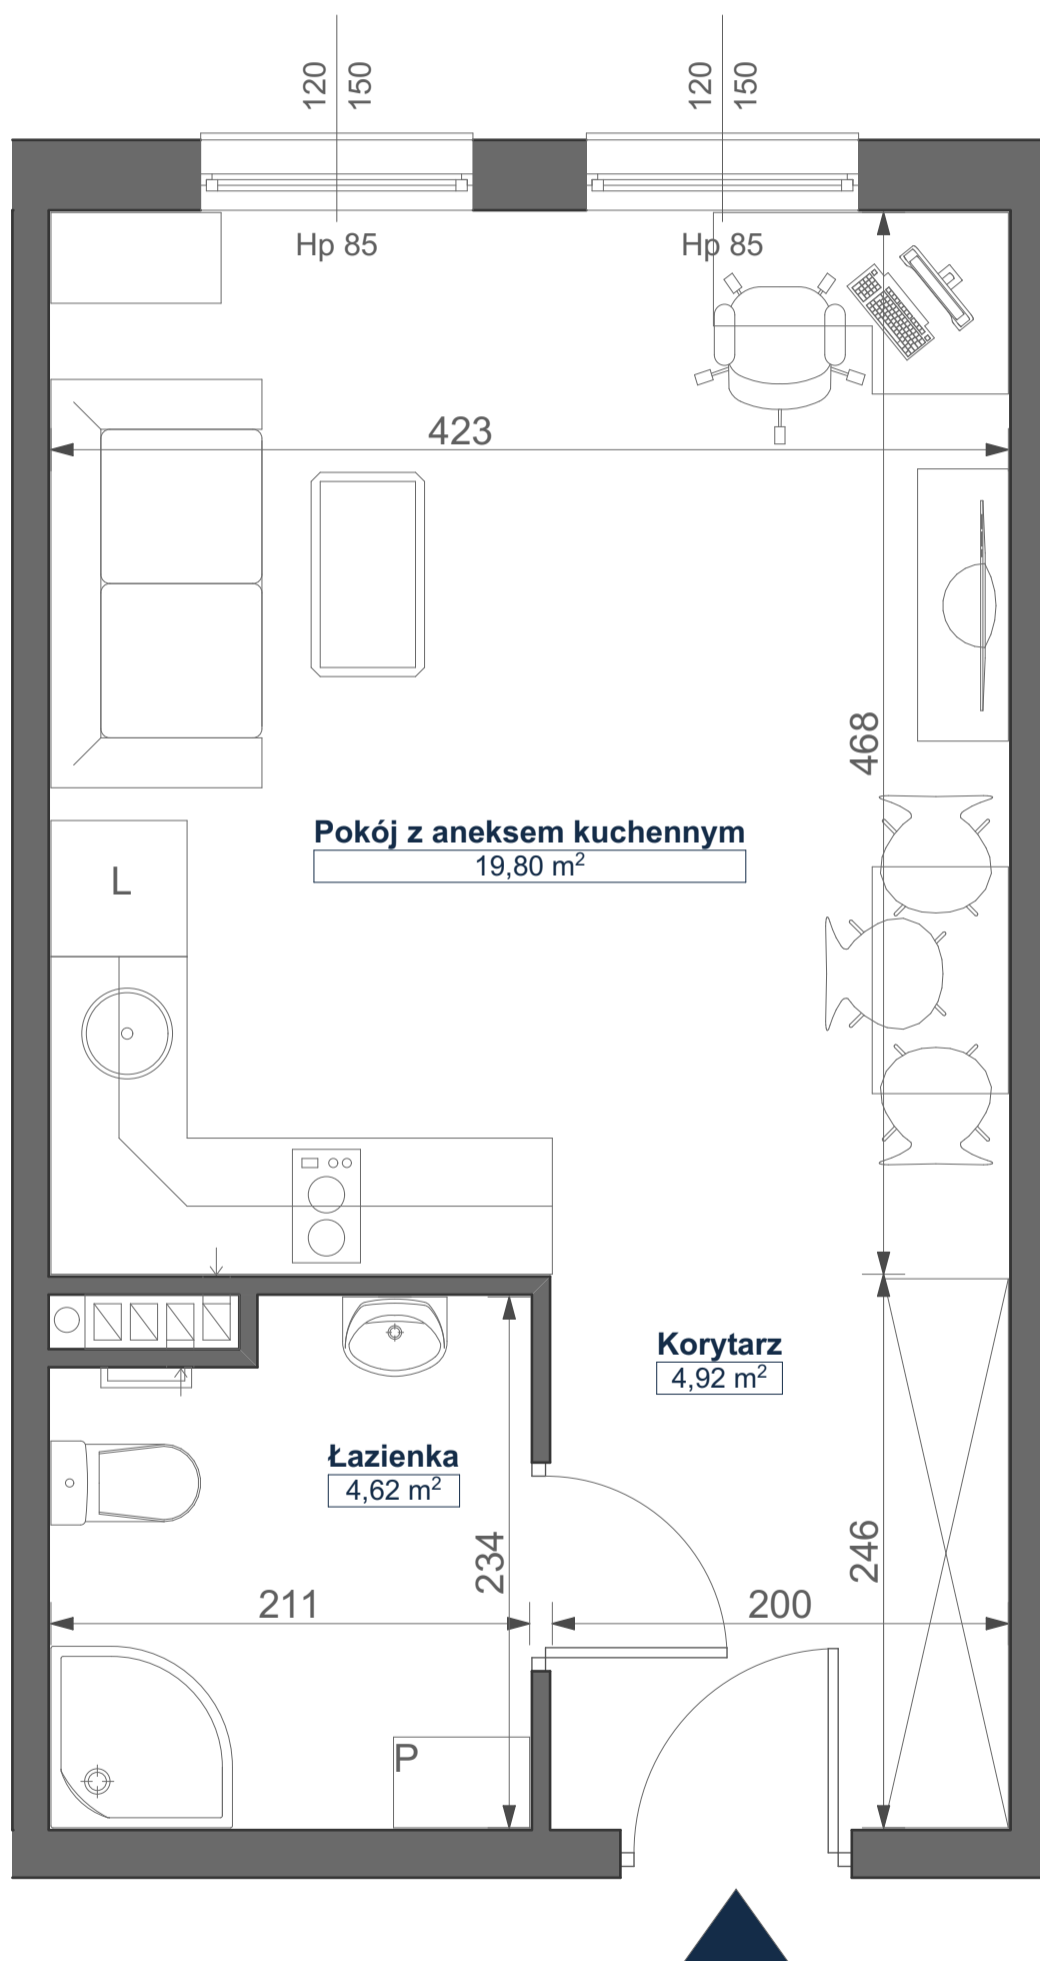 120
150
120
150
Hp 85
Hp 85
423
468
Pokój z aneksem kuchennym
19,80 m²
L
Korytarz
4,92 m²
Łazienka
4,62 m²
234
246
211
200
P